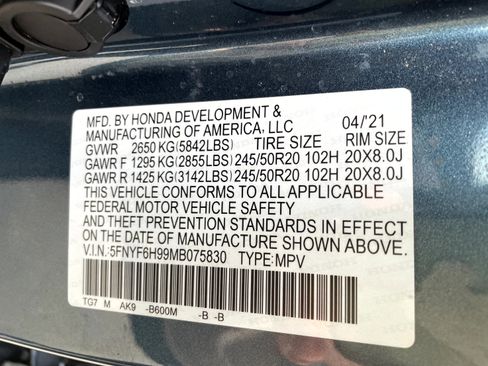 MFD. BY HONDA DEVELOPMENT &
MANUFACTURING OF AMERICA, LLC 04/'21
GVWR 2650 KG(5842LBS) TIRE SIZE RIM SIZE
GAWR F 1295 KG(2855LBS) 245/50R20 102H 20X8.0J
GAWR R 1425 KG(3142LBS) 245/50R20 102H 20X8.0J
THIS VEHICLE CONFORMS TO ALL APPLICABLE
FEDERAL MOTOR VEHICLE SAFETY
AND THEFT PREVENTION STANDARDS IN EFFECT
ON THE DATE OF MANUFACTURE SHOWN ABOVE.
V.I.N.:5FNYF6H99MB075830 TYPE:MPV
TG7 M AK9 -B600M -B -B